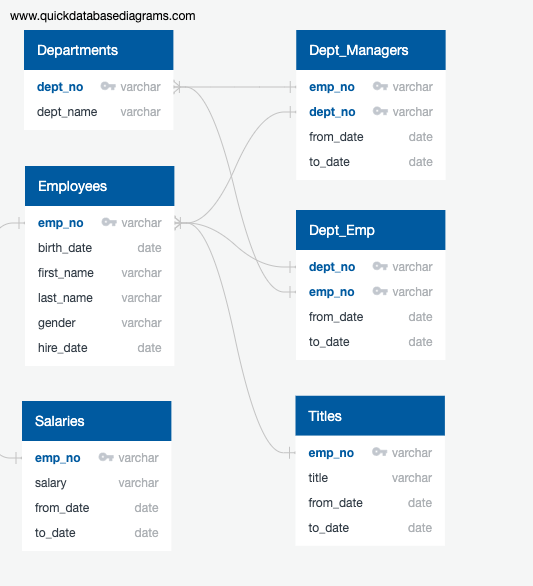 www.quickdatabasediagrams.com
Departments
dept_no varchar
dept_name varchar
Dept_Managers
emp_no varchar
dept_no varchar
from_date date
to_date date
Employees
emp_no varchar
birth_date date
first_name varchar
last_name varchar
gender varchar
hire_date date
Dept_Emp
dept_no varchar
emp_no varchar
from_date date
to_date date
Salaries
emp_no varchar
salary varchar
from_date date
to_date date
Titles
emp_no varchar
title varchar
from_date date
to_date date